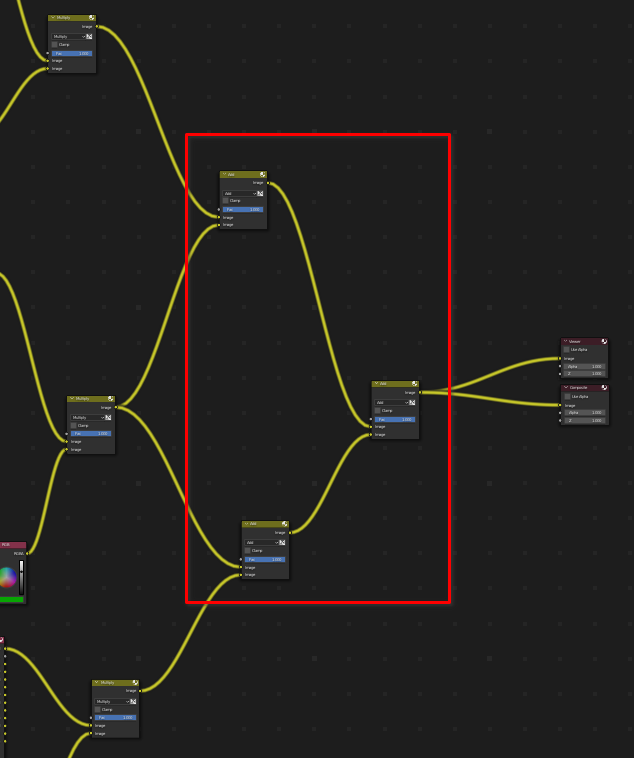 Multiply
Image
Multiply
Clamp
Fac 1.000
Image
Image
Add
Image
Add
Clamp
Fac 1.000
Image
Image
Viewer
Use Alpha
Image
Alpha 1.000
Z 1.000
Add
Image
Add
Clamp
Fac 1.000
Image
Image
Composite
Use Alpha
Image
Alpha 1.000
Z 1.000
Multiply
Image
Multiply
Clamp
Fac 1.000
Image
Image
Add
Image
Add
Clamp
Fac 1.000
Image
Image
RGB
RGBA
Multiply
Image
Multiply
Clamp
Fac 1.000
Image
Image